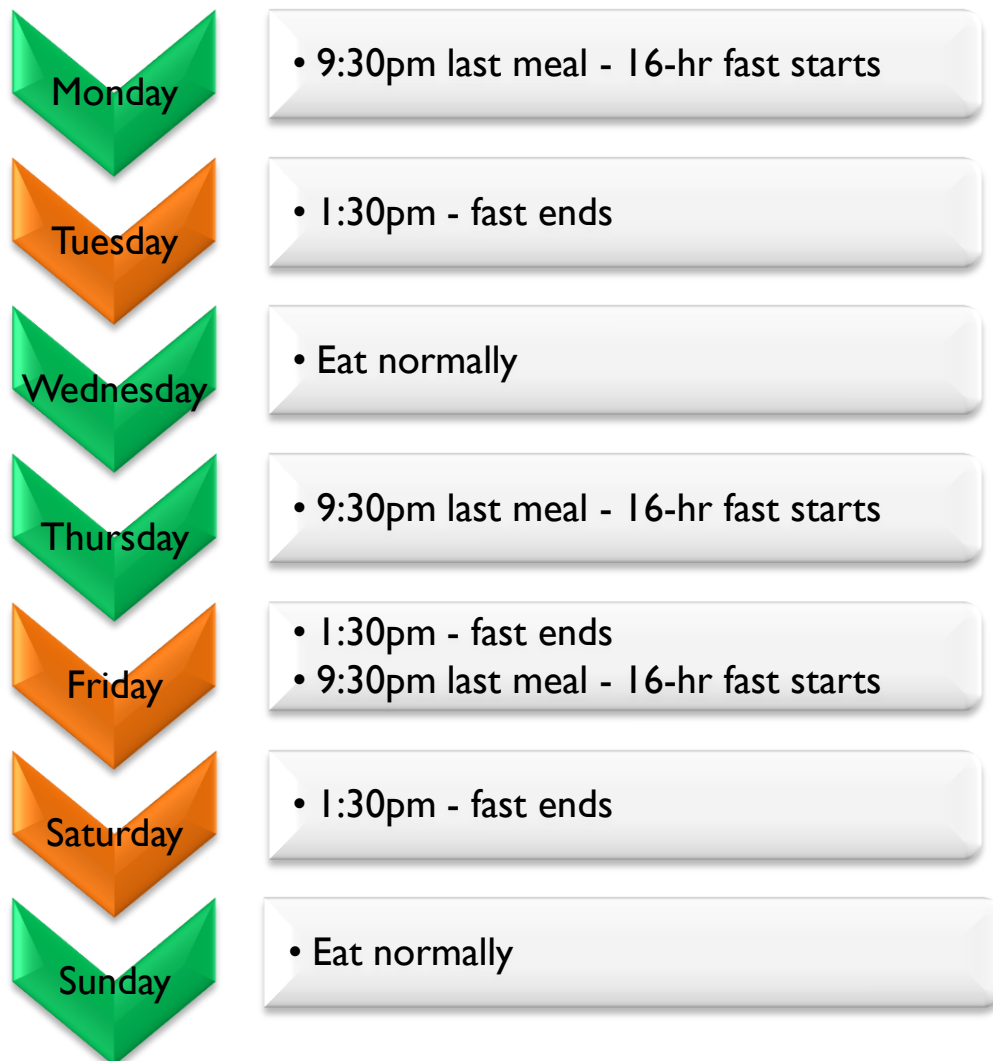 Monday
• 9:30pm last meal - 16-hr fast starts
Tuesday
• 1:30pm - fast ends
Wednesday
• Eat normally
Thursday
• 9:30pm last meal - 16-hr fast starts
Friday
• 1:30pm - fast ends
• 9:30pm last meal - 16-hr fast starts
Saturday
• 1:30pm - fast ends
Sunday
• Eat normally